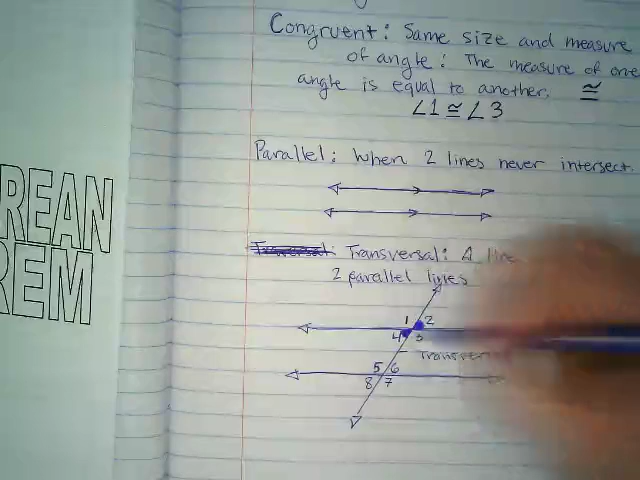 Congruent: Same size and measure
of angle: The measure of one
angle is equal to another. ≅
∠1 ≅ ∠3
Parallel: When 2 lines never intersect.
Transversal: A line
2 parallel lines
1 2
4 3
Transver
5 6
8 7
REAN
REM